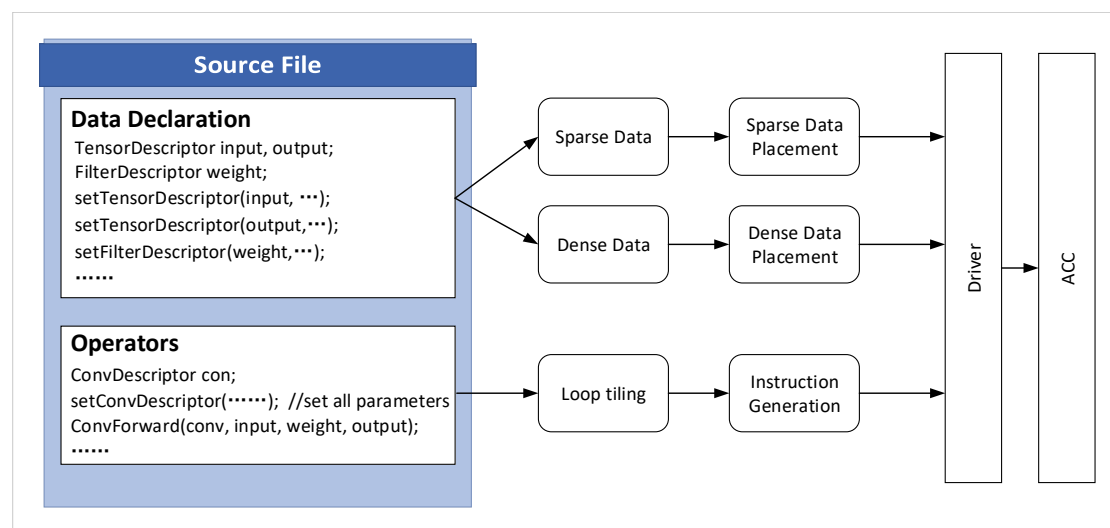 Source File
Data Declaration
TensorDescriptor input, output;
FilterDescriptor weight;
setTensorDescriptor(input, ···);
setTensorDescriptor(output,···);
setFilterDescriptor(weight,···);
······
Operators
ConvDescriptor con;
setConvDescriptor(······); //set all parameters
ConvForward(conv, input, weight, output);
······
Sparse Data
Sparse Data
Placement
Dense Data
Dense Data
Placement
Loop tiling
Instruction
Generation
Driver
ACC